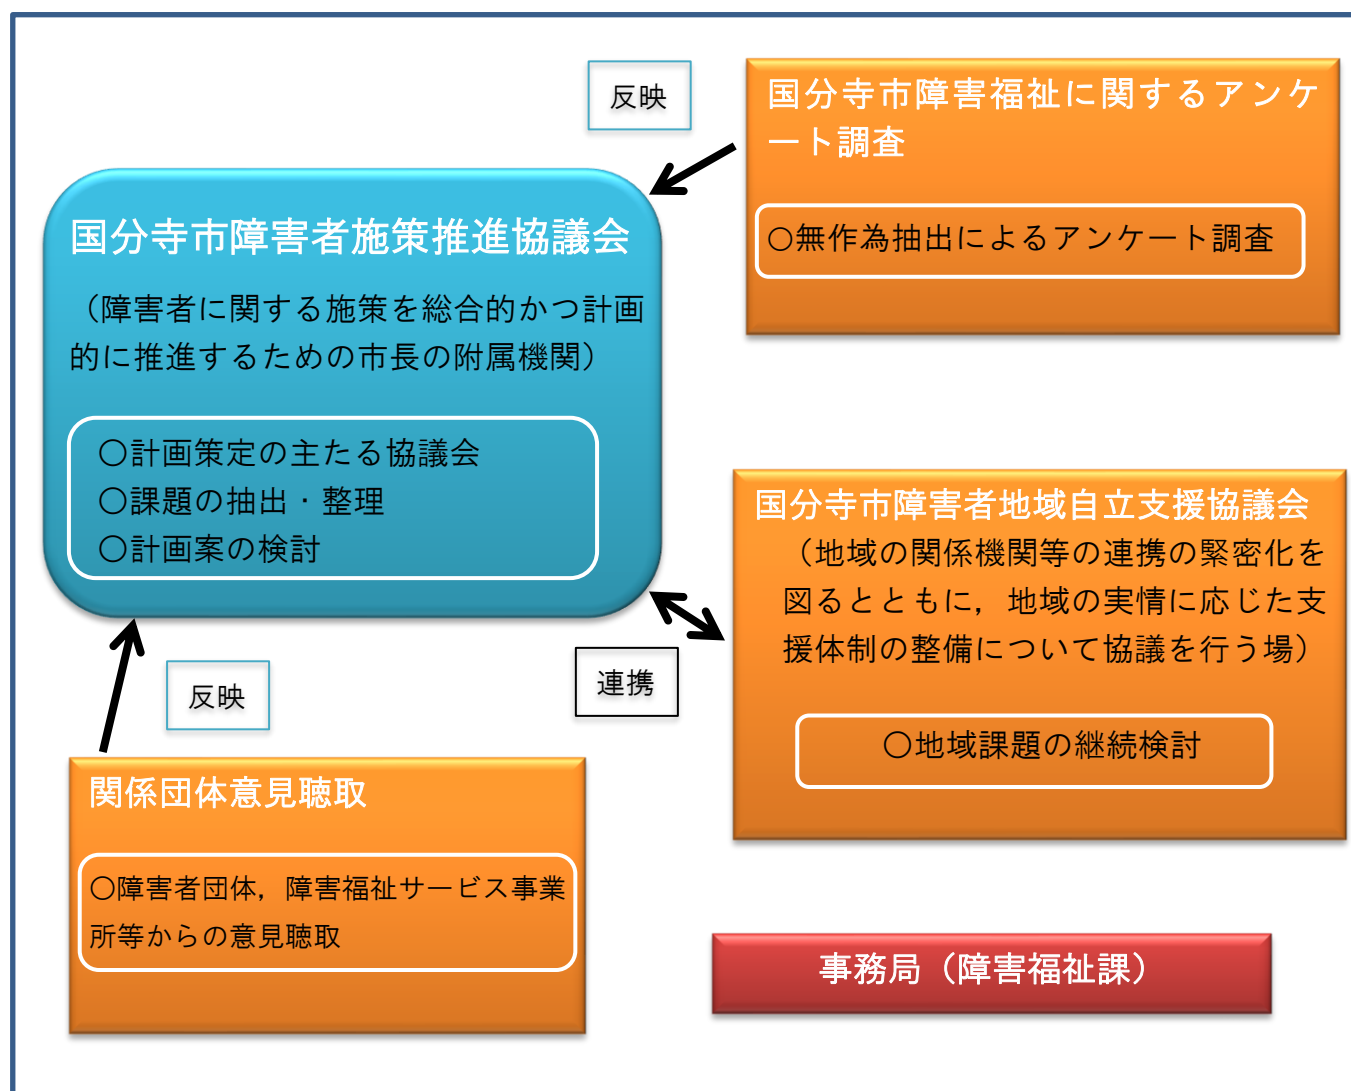 反映
国分寺市障害福祉に関するアンケ
ート調査
○無作為抽出によるアンケート調査
国分寺市障害者施策推進協議会
（障害者に関する施策を総合的かつ計画
的に推進するための市長の附属機関）
○計画策定の主たる協議会
○課題の抽出・整理
○計画案の検討
国分寺市障害者地域自立支援協議会
（地域の関係機関等の連携の緊密化を
図るとともに，地域の実情に応じた支
援体制の整備について協議を行う場）
○地域課題の継続検討
連携
反映
関係団体意見聴取
○障害者団体，障害福祉サービス事業
所等からの意見聴取
事務局（障害福祉課）